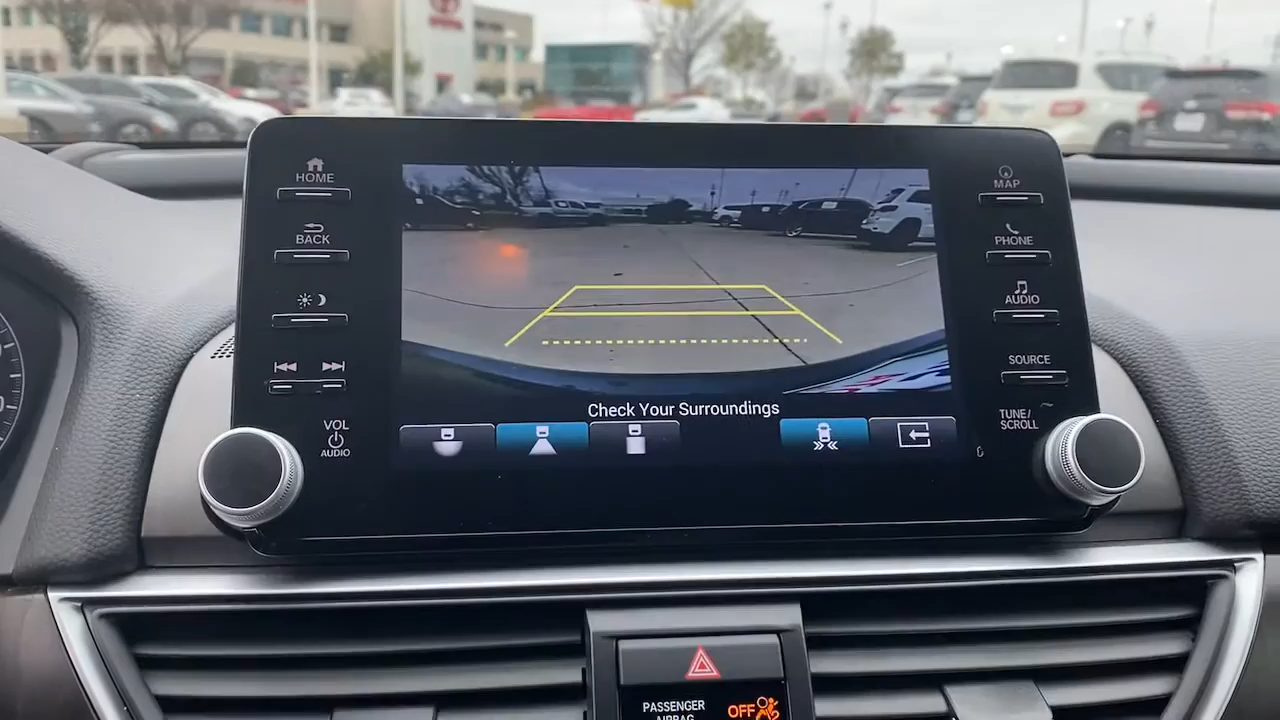 HOME
BACK
VOL
AUDIO
MAP
PHONE
AUDIO
SOURCE
TUNE/
SCROLL
Check Your Surroundings
PASSENGER
AIRBAG
OFF